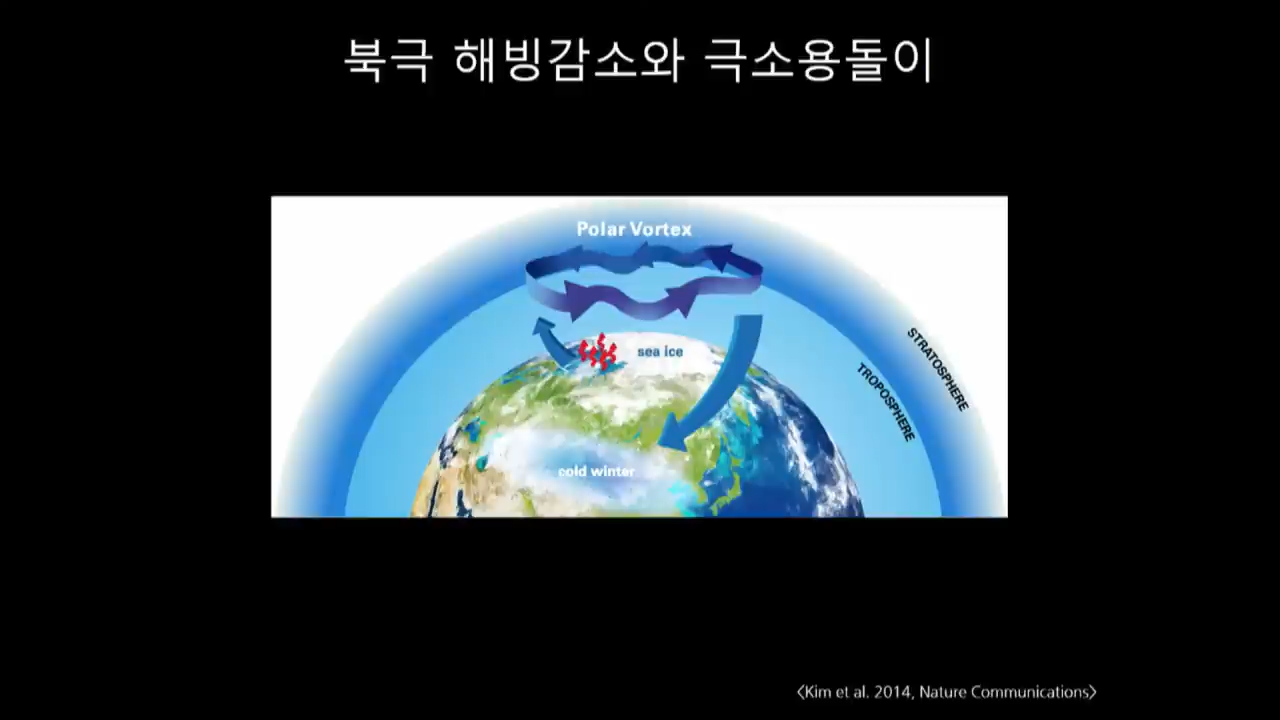 북극 해빙감소와 극소용돌이
Polar Vortex
sea ice
STRATOSPHERE
TROPOSPHERE
cold winter
<Kim et al. 2014, Nature Communications>